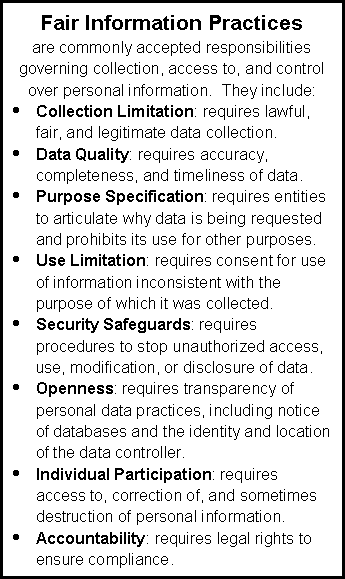 Fair Information Practices
are commonly accepted responsibilities
governing collection, access to, and control
over personal information.  They include:
• Collection Limitation: requires lawful,
fair, and legitimate data collection.
• Data Quality: requires accuracy,
completeness, and timeliness of data.
• Purpose Specification: requires entities
to articulate why data is being requested
and prohibits its use for other purposes.
• Use Limitation: requires consent for use
of information inconsistent with the
purpose of which it was collected.
• Security Safeguards: requires
procedures to stop unauthorized access,
use, modification, or disclosure of data.
• Openness: requires transparency of
personal data practices, including notice
of databases and the identity and location
of the data controller.
• Individual Participation: requires
access to, correction of, and sometimes
destruction of personal information.
• Accountability: requires legal rights to
ensure compliance.